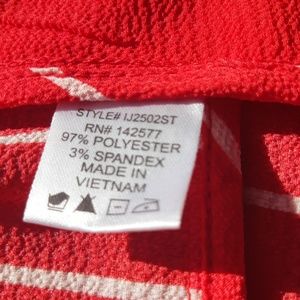 STYLE# IJ2502ST
RN# 142577
97% POLYESTER
3% SPANDEX
MADE IN
VIETNAM